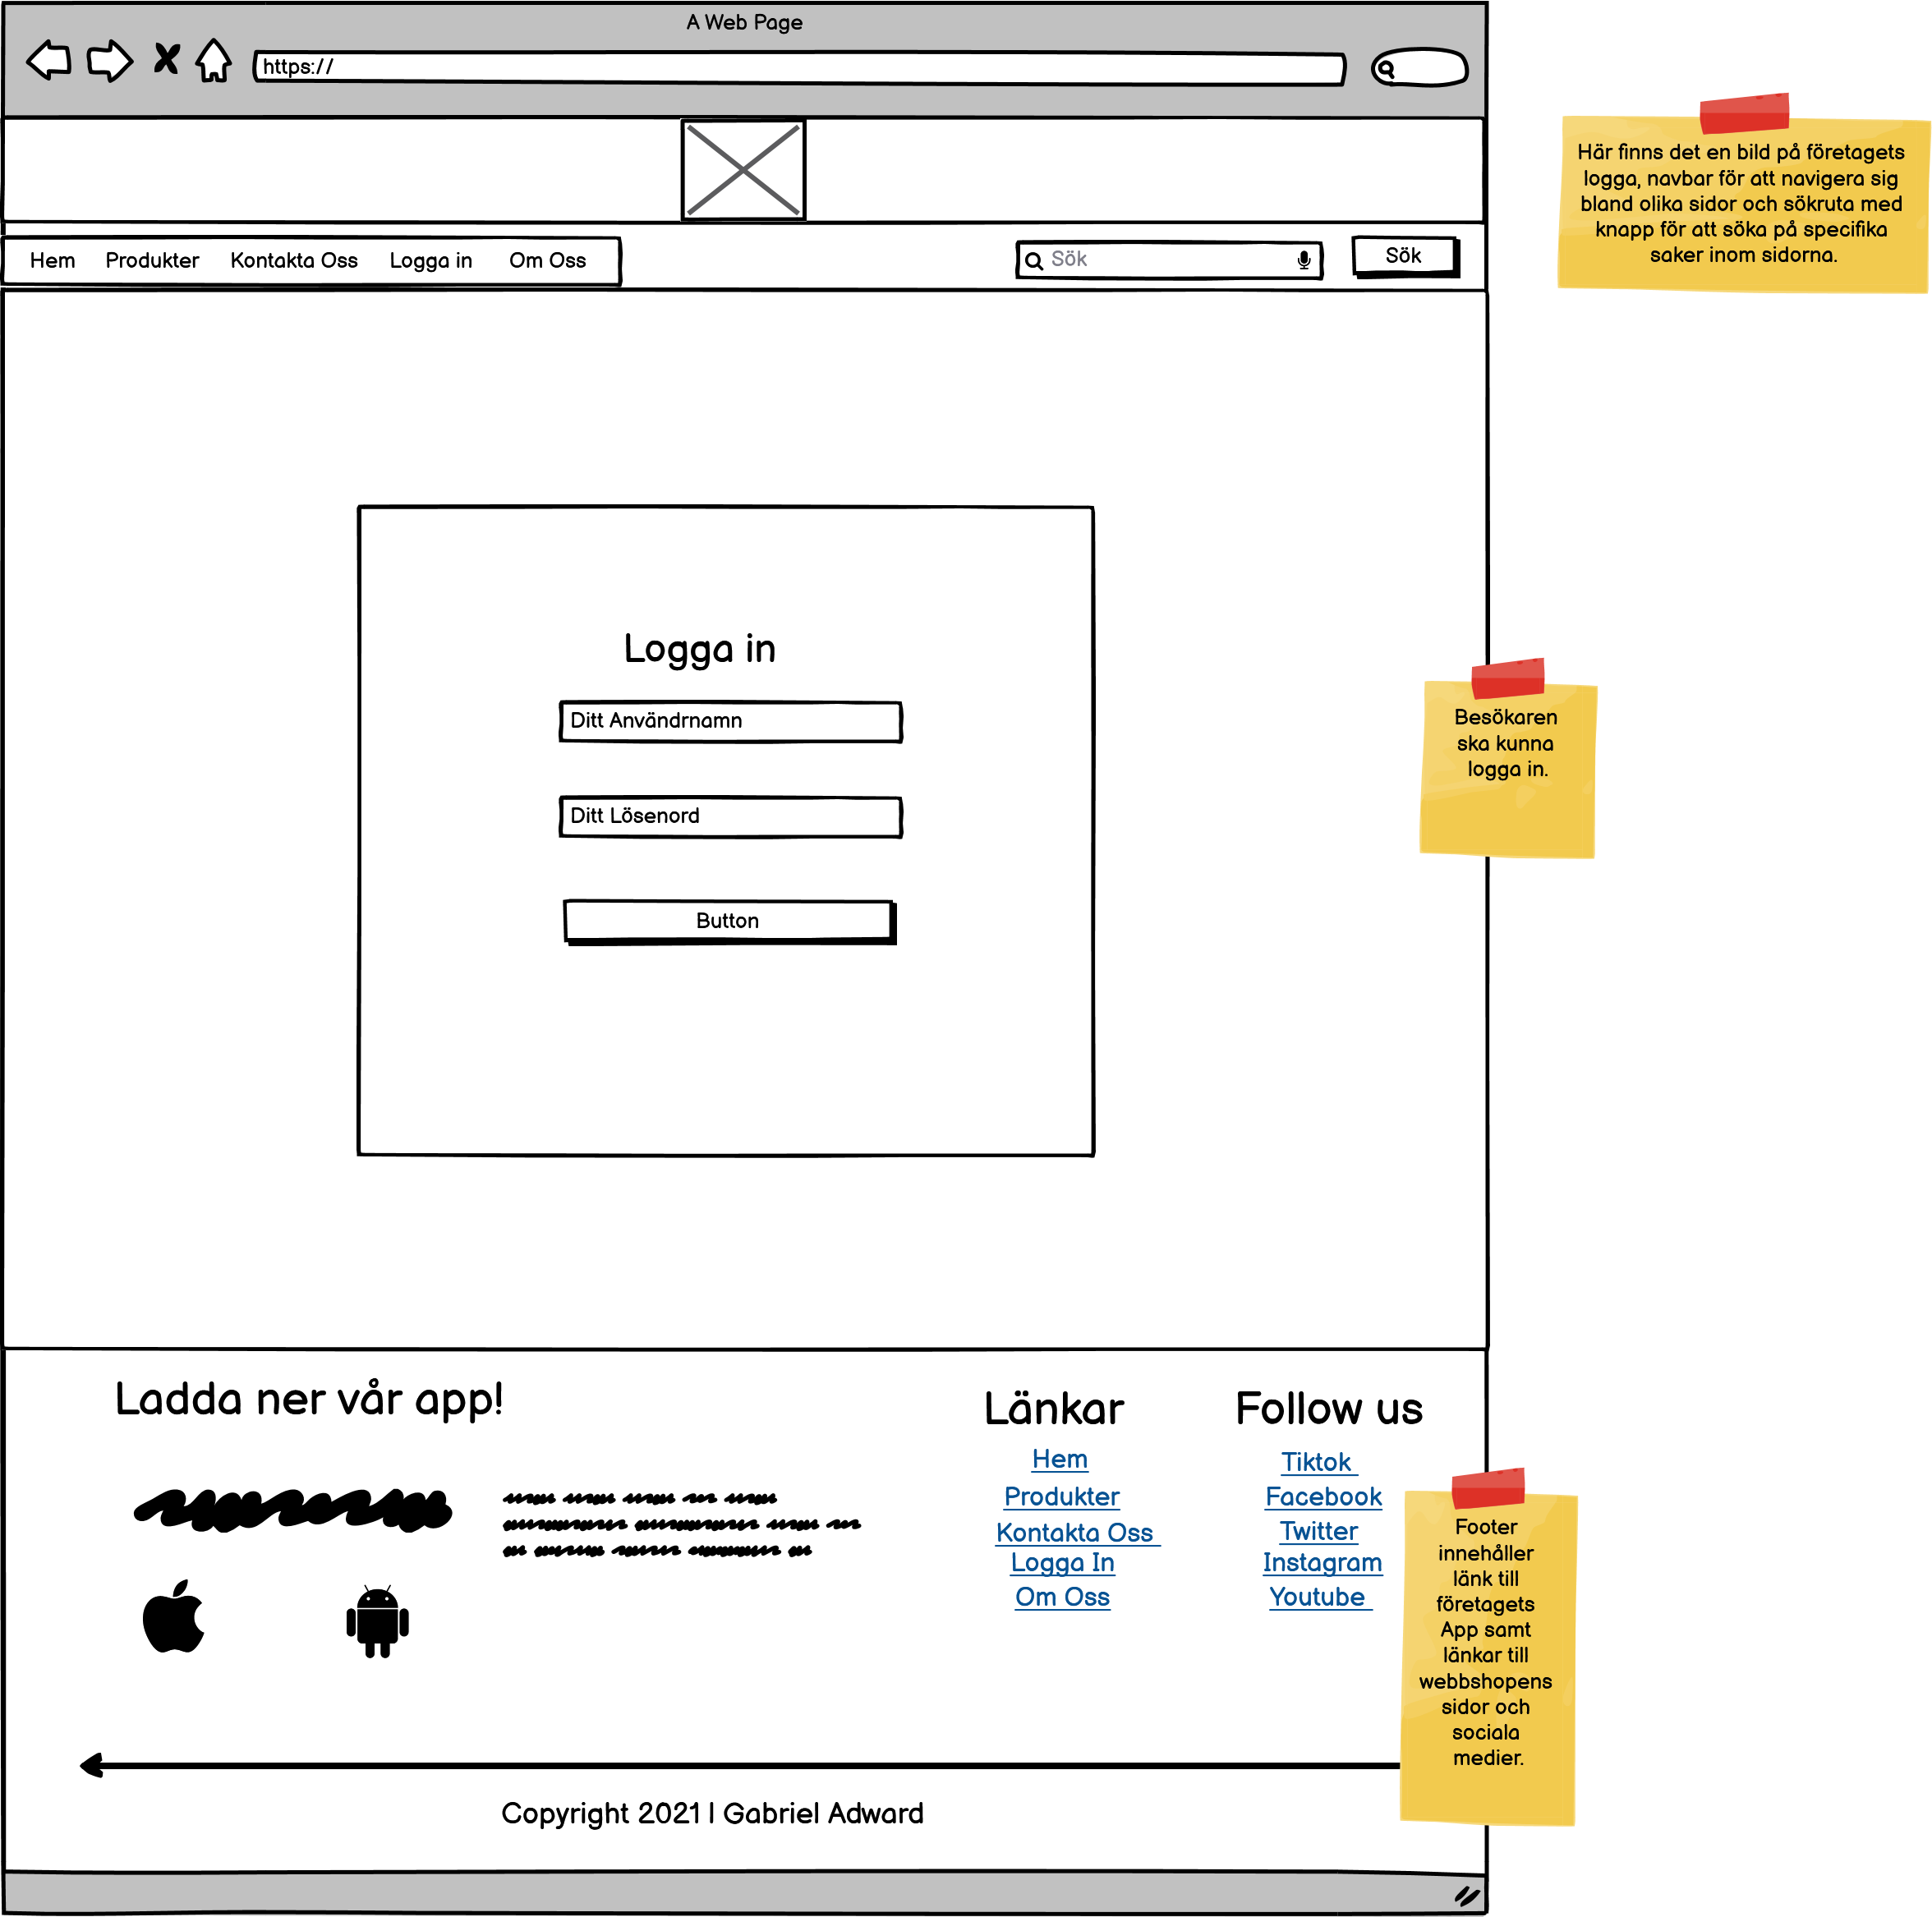 A Web Page
https://
Här finns det en bild på företagets
logga, navbar för att navigera sig
bland olika sidor och sökruta med
knapp för att söka på specifika
saker inom sidorna.
Hem Produkter Kontakta Oss Logga in Om Oss
Sök
Sök
Logga in
Ditt Användrnamn
Ditt Lösenord
Button
Besökaren
ska kunna
logga in.
Ladda ner vår app!
Länkar
Hem
Produkter
Kontakta Oss
Logga In
Om Oss
Follow us
Tiktok
Facebook
Twitter
Instagram
Youtube
Footer
innehåller
länk till
företagets
App samt
länkar till
webbshopens
sidor och
sociala
medier.
Copyright 2021 | Gabriel Adward